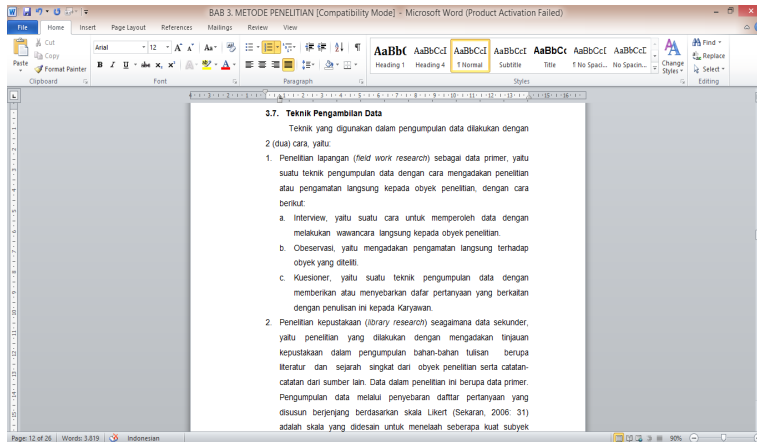 BAB 3. METODE PENELITIAN [Compatibility Mode] - Microsoft Word (Product Activation Failed)
File Home Insert Page Layout References Mailings Review View
Cut
Copy
Format Painter
Paste
Arial 12
AaBb( AaBbCcI AaBbCcI AaBbCcI AaBbCc AaBbCcI AaBbCcI
Heading 1 Heading 4 ¶ Normal Subtitle Title ¶ No Spaci... No Spacin...
Change Styles
Find
Replace
Select
Clipboard Font Paragraph Styles Editing
3.7. Teknik Pengambilan Data
Teknik yang digunakan dalam pengumpulan data dilakukan dengan
2 (dua) cara, yaitu:
1. Penelitian lapangan (field work research) sebagai data primer, yaitu
suatu teknik pengumpulan data dengan cara mengadakan penelitian
atau pengamatan langsung kepada obyek penelitian, dengan cara
berikut:
a. Interview, yaitu suatu cara untuk memperoleh data dengan
melakukan wawancara langsung kepada obyek penelitian.
b. Obeservasi, yaitu mengadakan pengamatan langsung terhadap
obyek yang diteliti.
c. Kuesioner, yaitu suatu teknik pengumpulan data dengan
memberikan atau menyebarkan dafar pertanyaan yang berkaitan
dengan penulisan ini kepada Karyawan.
2. Penelitian kepustakaan (library research) seagaimana data sekunder,
yaitu penelitian yang dilakukan dengan mengadakan tinjauan
kepustakaan dalam pengumpulan bahan-bahan tulisan berupa
literatur dan sejarah singkat dari obyek penelitian serta catatan-
catatan dari sumber lain. Data dalam penelitian ini berupa data primer.
Pengumpulan data melalui penyebaran dafttar pertanyaan yang
disusun berjenjang berdasarkan skala Likert (Sekaran, 2006: 31)
adalah skala yang didesain untuk menelaah seberapa kuat subyek
Page: 12 of 26 Words: 3.819 Indonesian 90%